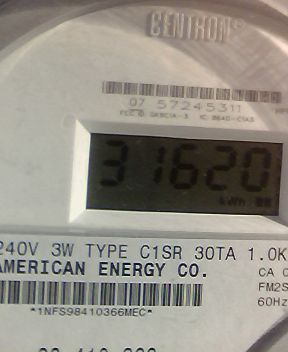 CENTRON®
07 57245311
31620
kWh
240V 3W TYPE C1SR 30TA 1.0K
AMERICAN ENERGY CO.
CA
FM2S
60Hz
*1NFS98410366MEC*